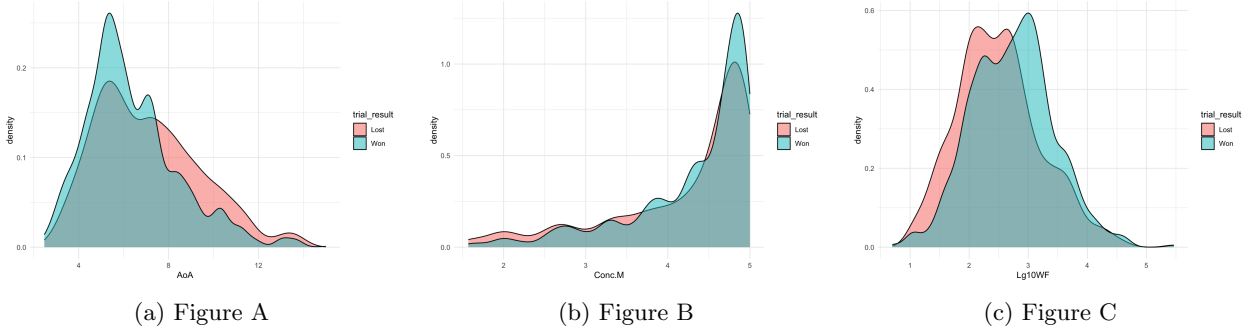 0.2
0.1
0.0
density
4
8
12
AoA
trial_result
Lost
Won
(a) Figure A
1.0
0.5
0.0
density
2
3
4
5
Conc.M
trial_result
Lost
Won
(b) Figure B
0.6
0.4
0.2
0.0
density
1
2
3
4
5
Lg10WF
trial_result
Lost
Won
(c) Figure C